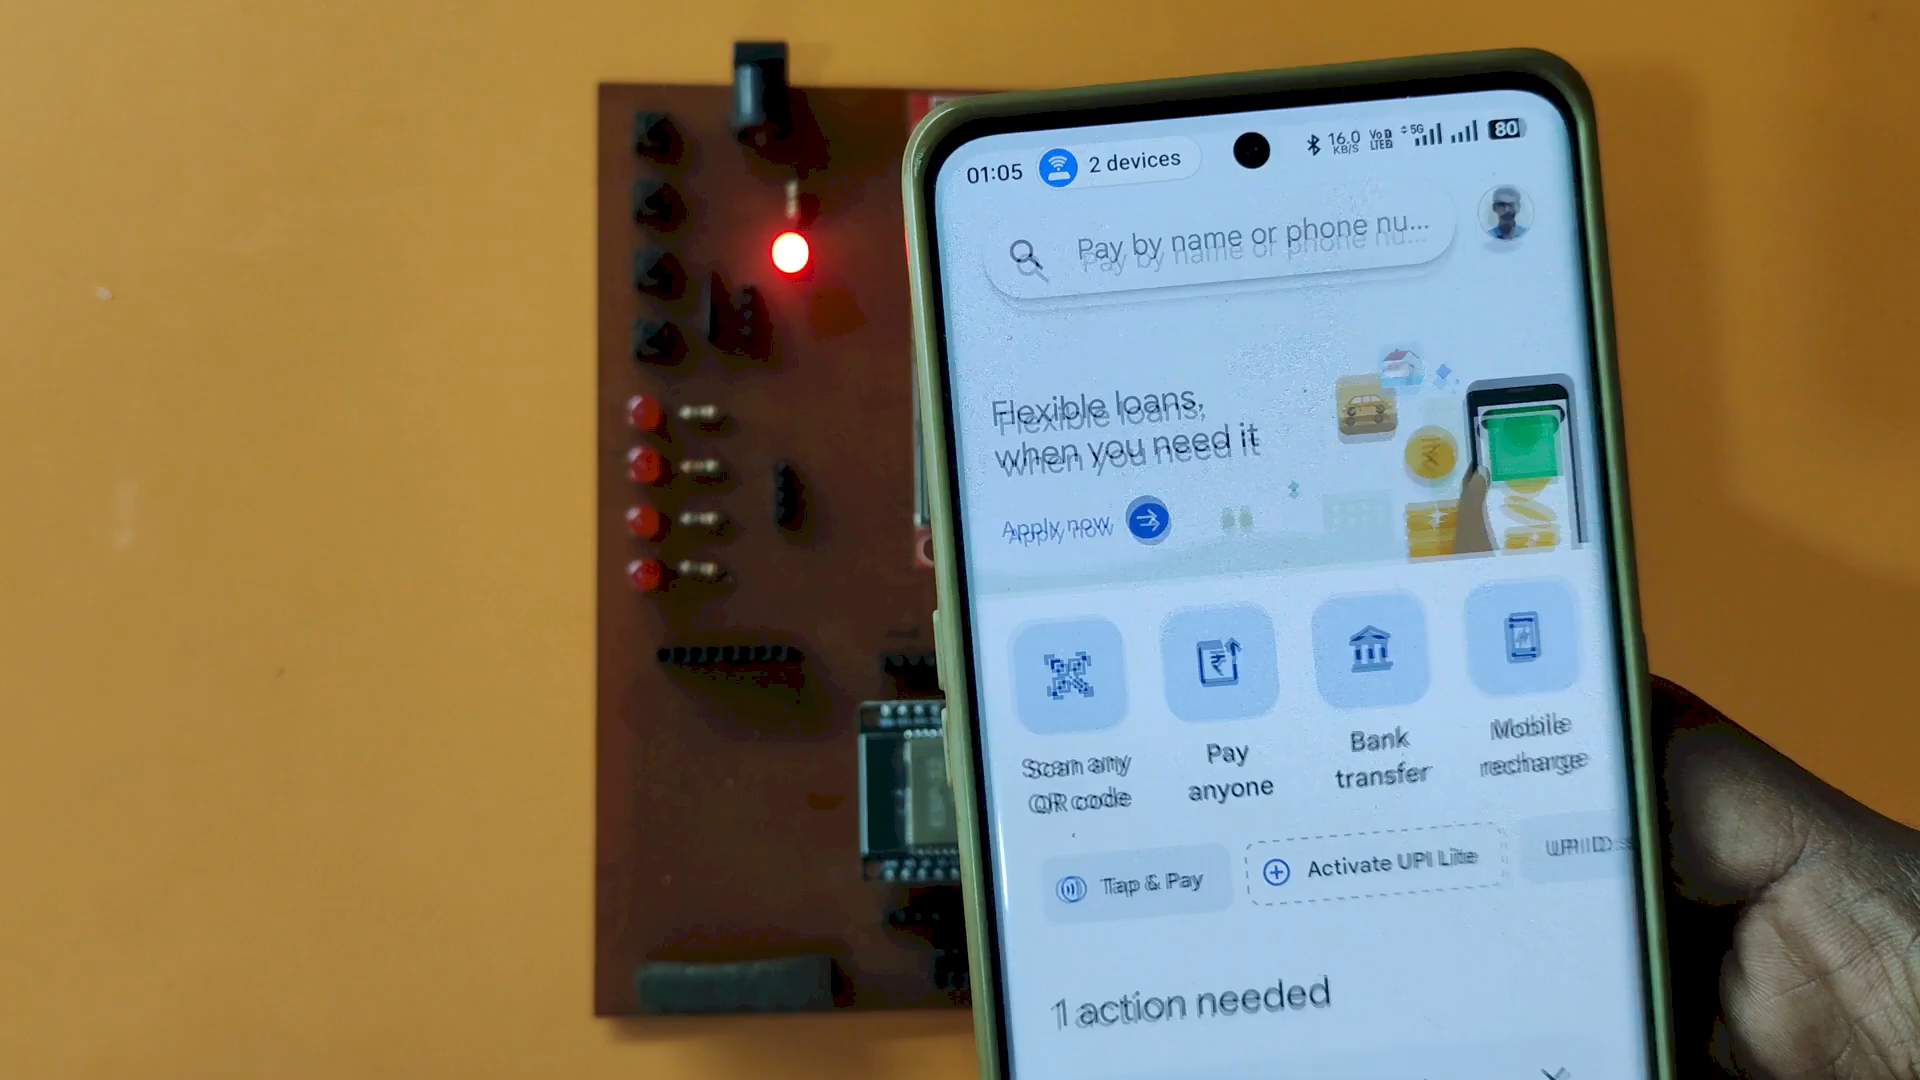 01:05 2 devices 16.0 KB/S VoD LTE2 5G 80
Pay by name or phone nu...
Flexible loans,
when you need it
Apply now
Scan any
QR code
Pay
anyone
Bank
transfer
Mobile
recharge
Tap & Pay
Activate UPI Lite
1 action needed